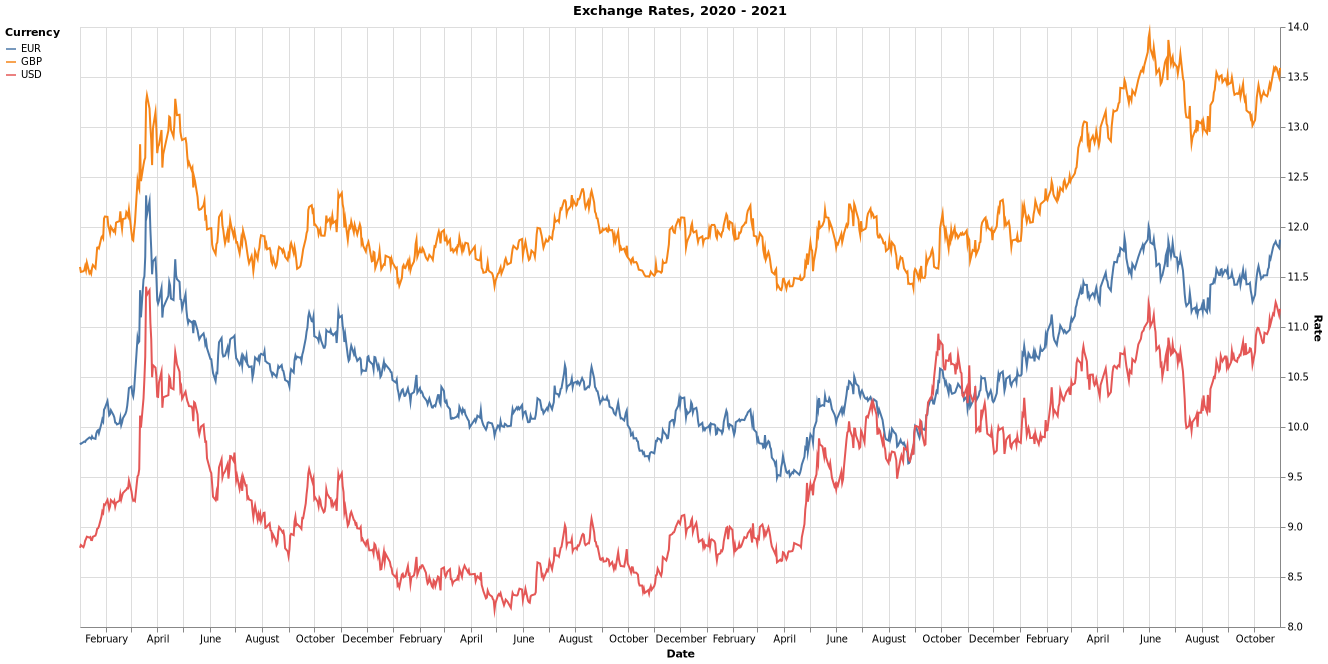 Exchange Rates, 2020 - 2021
Currency
EUR
GBP
USD
14.0
13.5
13.0
12.5
12.0
11.5
11.0
10.5
10.0
9.5
9.0
8.5
8.0
Rate
February April June August October December February April June August October December February April June August October December February April June August October
Date